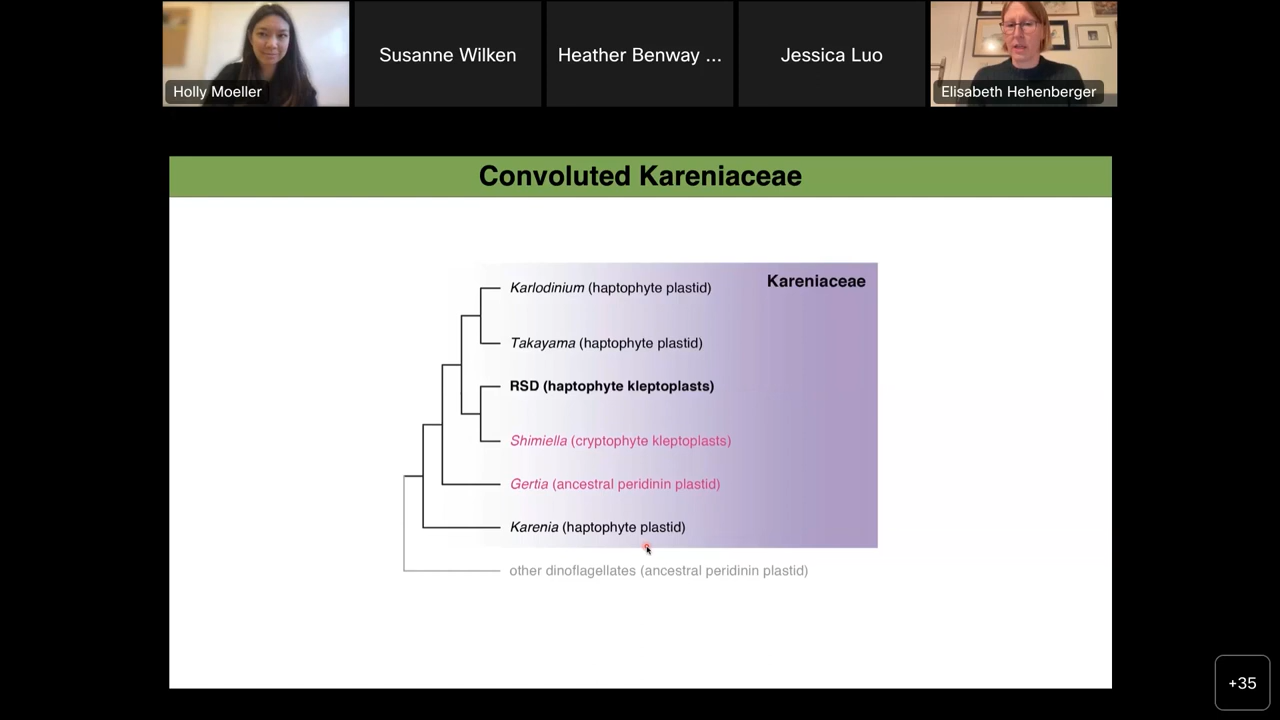 Susanne Wilken
Heather Benway ...
Jessica Luo
Holly Moeller
Elisabeth Hehenberger
Convoluted Kareniaceae
Kareniaceae
Karlodinium (haptophyte plastid)
Takayama (haptophyte plastid)
RSD (haptophyte kleptoplasts)
Shimiella (cryptophyte kleptoplasts)
Gertia (ancestral peridinin plastid)
Karenia (haptophyte plastid)
other dinoflagellates (ancestral peridinin plastid)
+35